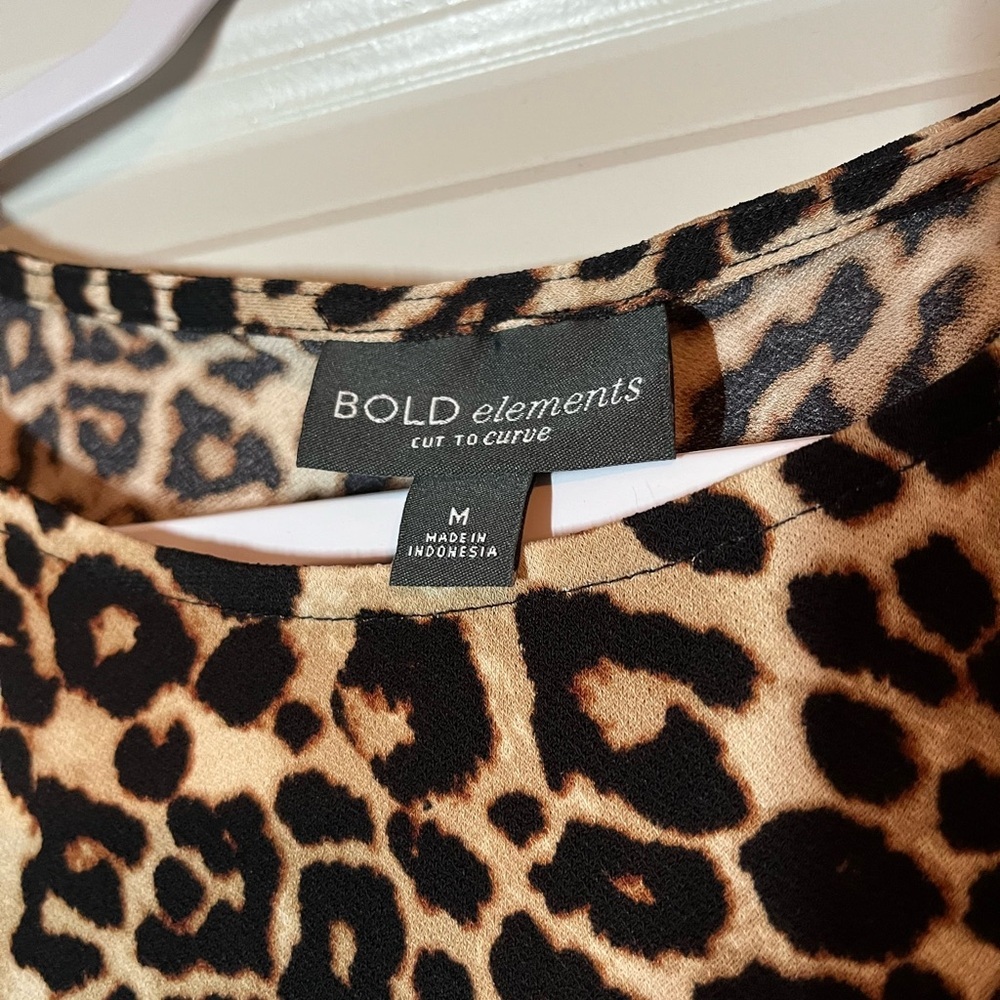 BOLD elements
CUT TO curve
M
MADE IN
INDONESIA